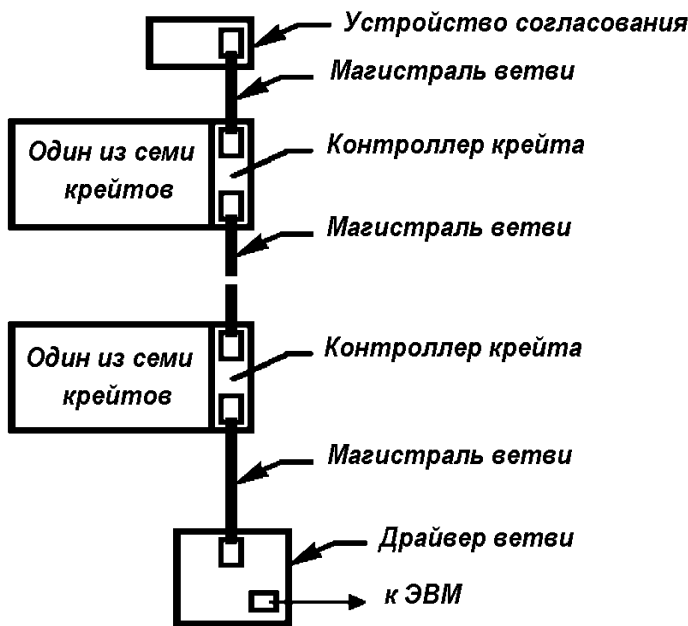 Устройство согласования
Магистраль ветви
Один из семи
крейтов
Контроллер крейта
Магистраль ветви
Один из семи
крейтов
Контроллер крейта
Магистраль ветви
Драйвер ветви
к ЭВМ